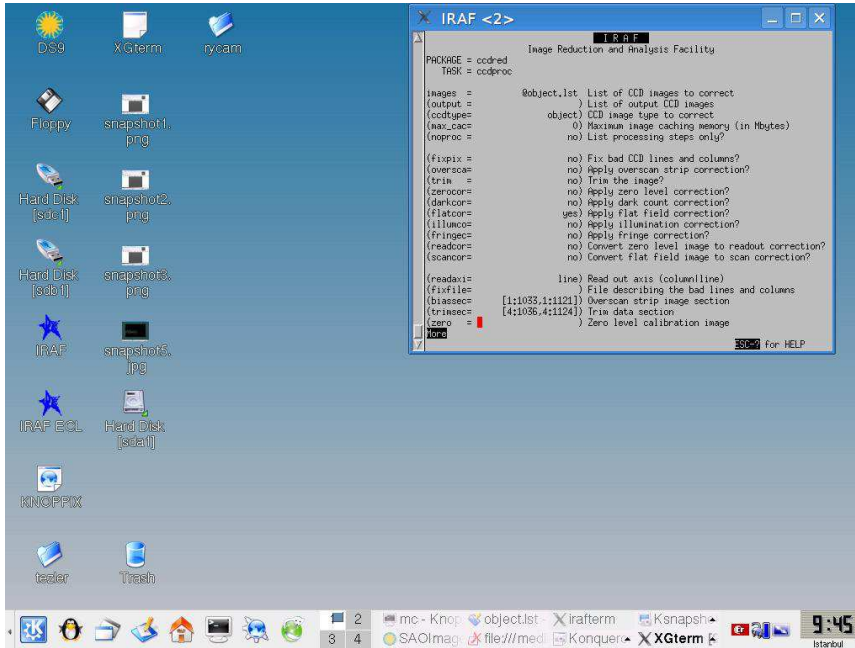 DS9
XGterm
rycam
Floppy
snapshot1.
png
Hard Disk
[sdc1]
snapshot2.
png
Hard Disk
[sdb1]
snapshot3.
png
IRAF
snapshot5.
jpg
IRAF ECL
Hard Disk
[sda1]
KNOPPIX
tezler
Trash
IRAF <2>
I R A F
Image Reduction and Analysis Facility
PACKAGE = ccdred
TASK = ccdproc
images = @object.lst List of CCD images to correct
(output = ) List of output CCD images
(ccdtype= object) CCD image type to correct
(max_cac= 0) Maximum image caching memory (in Mbytes)
(noproc = no) List processing steps only?
(fixpix = no) Fix bad CCD lines and columns?
(oversca= no) Apply overscan strip correction?
(trim = no) Trim the image?
(zerocor= no) Apply zero level correction?
(darkcor= no) Apply dark count correction?
(flatcor= yes) Apply flat field correction?
(illumco= no) Apply illumination correction?
(fringec= no) Apply fringe correction?
(readcor= no) Convert zero level image to readout correction?
(scancor= no) Convert flat field image to scan correction?
(readaxi= line) Read out axis (column|line)
(fixfile= ) File describing the bad lines and columns
(biassec= [1:1033,1:1121]) Overscan strip image section
(trimsec= [4:1036,4:1124]) Trim data section
(zero = ) Zero level calibration image
More
ESC-? for HELP
2
3 4
mc - Knop
object.lst -
irafterm
Ksnapsh
SAOImag
file:///med
Konquero
XGterm
9:45
Istanbul